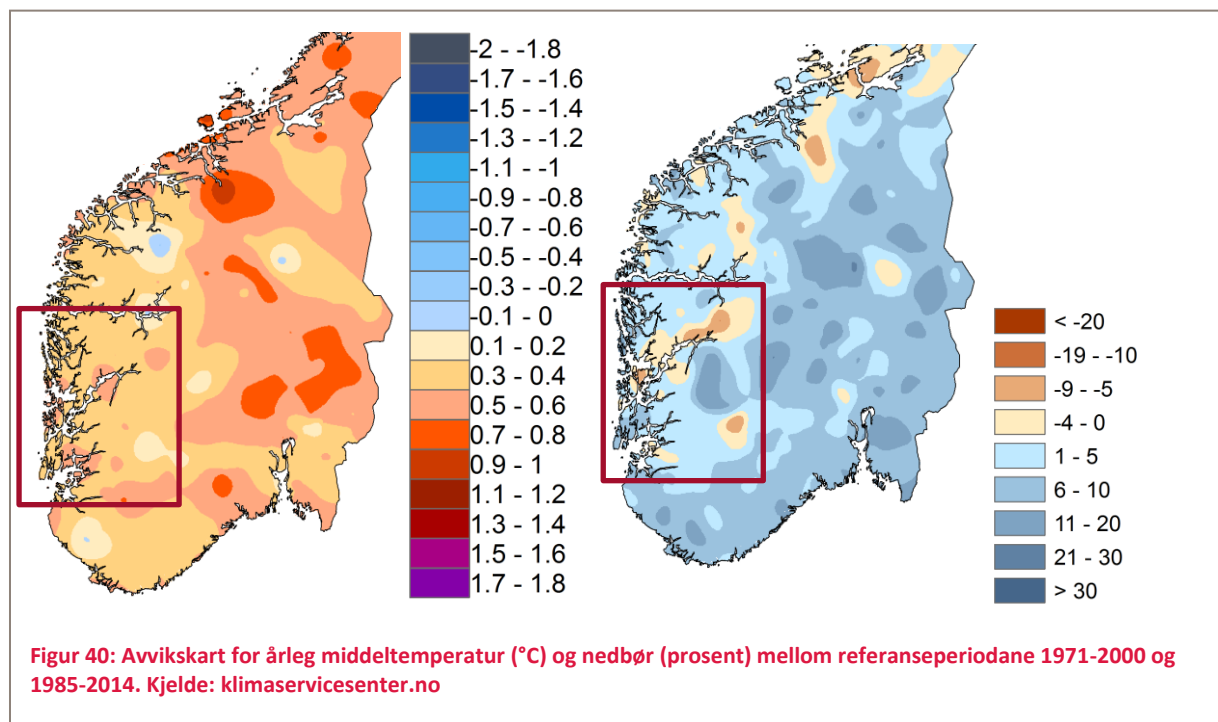 -2 - -1.8
-1.7 - -1.6
-1.5 - -1.4
-1.3 - -1.2
-1.1 - -1
-0.9 - -0.8
-0.7 - -0.6
-0.5 - -0.4
-0.3 - -0.2
-0.1 - 0
0.1 - 0.2
0.3 - 0.4
0.5 - 0.6
0.7 - 0.8
0.9 - 1
1.1 - 1.2
1.3 - 1.4
1.5 - 1.6
1.7 - 1.8
< -20
-19 - -10
-9 - -5
-4 - 0
1 - 5
6 - 10
11 - 20
21 - 30
> 30
Figur 40: Avvikskart for årleg middeltemperatur (°C) og nedbør (prosent) mellom referanseperiodane 1971-2000 og
1985-2014. Kjelde: klimaservicesenter.no